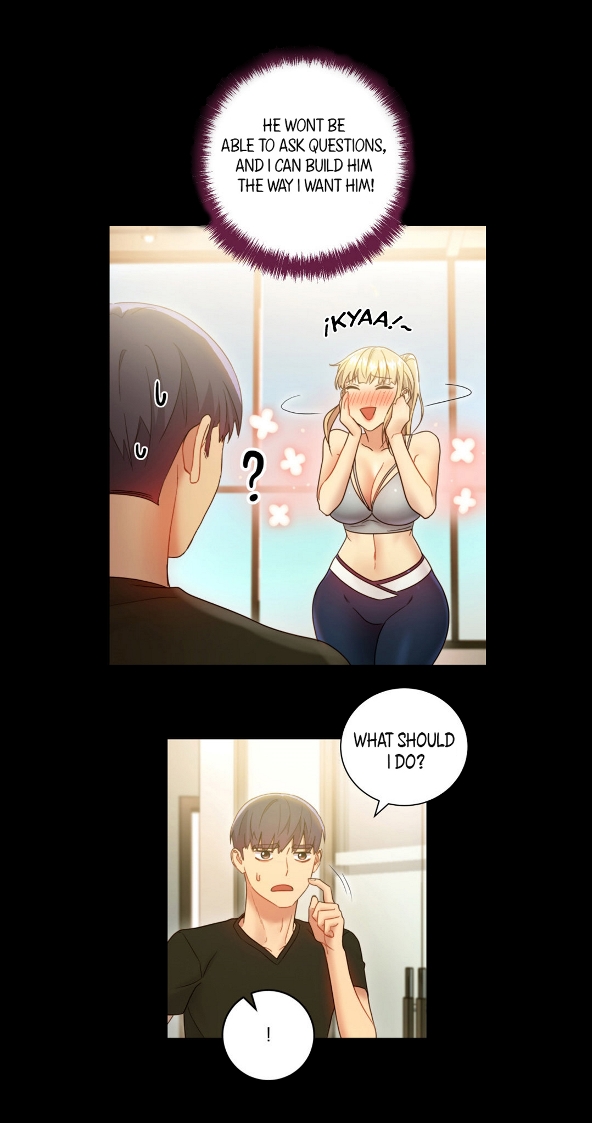 HE WONT BE
ABLE TO ASK QUESTIONS,
AND I CAN BUILD HIM
THE WAY I WANT HIM!
¡KYAA!~
?
WHAT SHOULD
I DO?
!